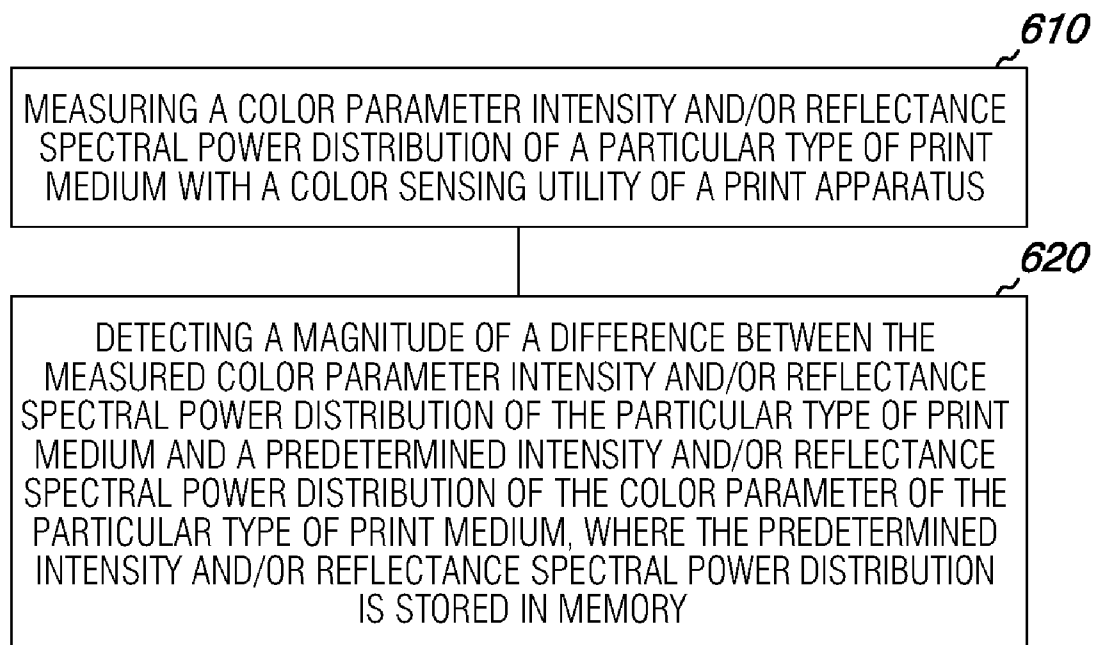 610
MEASURING A COLOR PARAMETER INTENSITY AND/OR REFLECTANCE
SPECTRAL POWER DISTRIBUTION OF A PARTICULAR TYPE OF PRINT
MEDIUM WITH A COLOR SENSING UTILITY OF A PRINT APPARATUS
620
DETECTING A MAGNITUDE OF A DIFFERENCE BETWEEN THE
MEASURED COLOR PARAMETER INTENSITY AND/OR REFLECTANCE
SPECTRAL POWER DISTRIBUTION OF THE PARTICULAR TYPE OF PRINT
MEDIUM AND A PREDETERMINED INTENSITY AND/OR REFLECTANCE
SPECTRAL POWER DISTRIBUTION OF THE COLOR PARAMETER OF THE
PARTICULAR TYPE OF PRINT MEDIUM, WHERE THE PREDETERMINED
INTENSITY AND/OR REFLECTANCE SPECTRAL POWER DISTRIBUTION
IS STORED IN MEMORY